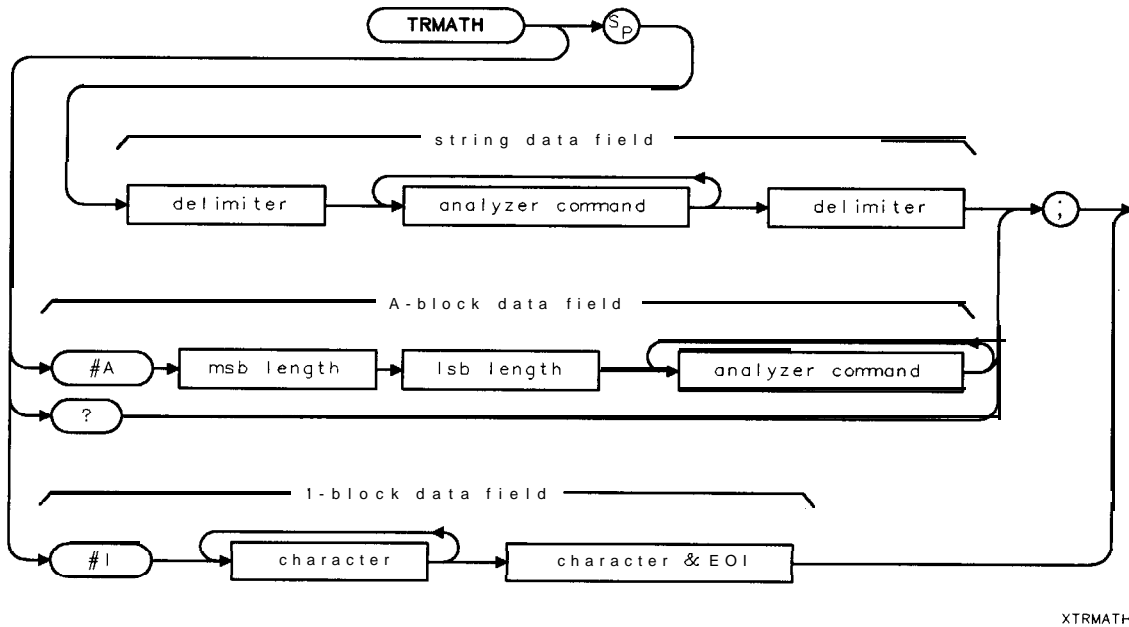 TRMATH
SP
string data field
delimiter
analyzer command
delimiter
;
A-block data field
#A
msb length
lsb length
analyzer command
?
1-block data field
#I
character
character & EOI
XTRMATH